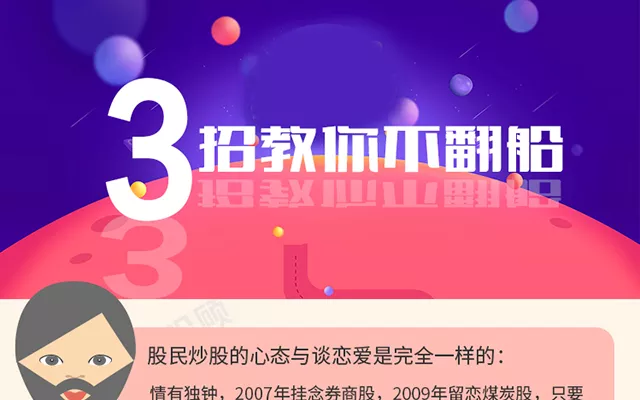 3招教你不翻船
股民炒股的心态与谈恋爱是完全一样的：
情有独钟，2007年挂念券商股，2009年留恋煤炭股，只要